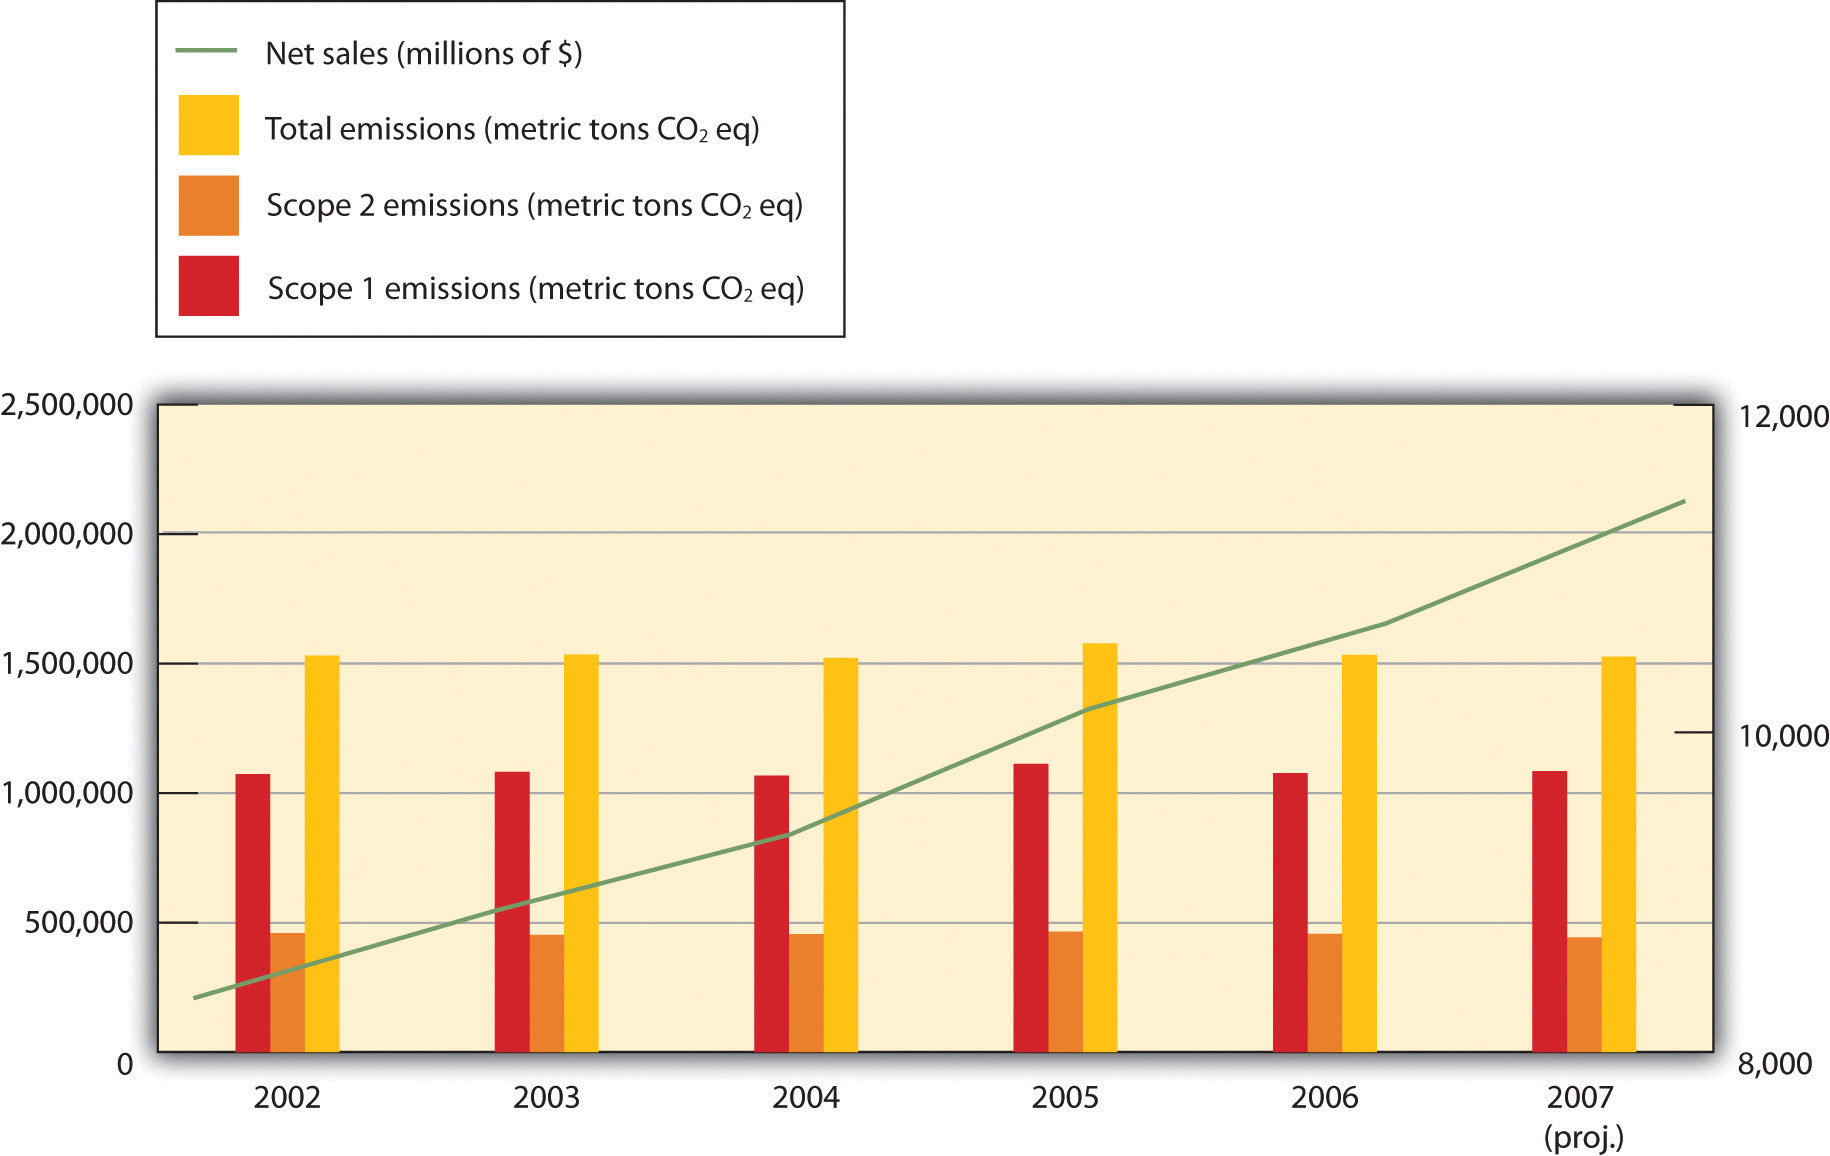 Net sales (millions of $)
Total emissions (metric tons CO₂ eq)
Scope 2 emissions (metric tons CO₂ eq)
Scope 1 emissions (metric tons CO₂ eq)
2,500,000
2,000,000
1,500,000
1,000,000
500,000
0
12,000
10,000
8,000
2002 2003 2004 2005 2006 2007
(proj.)